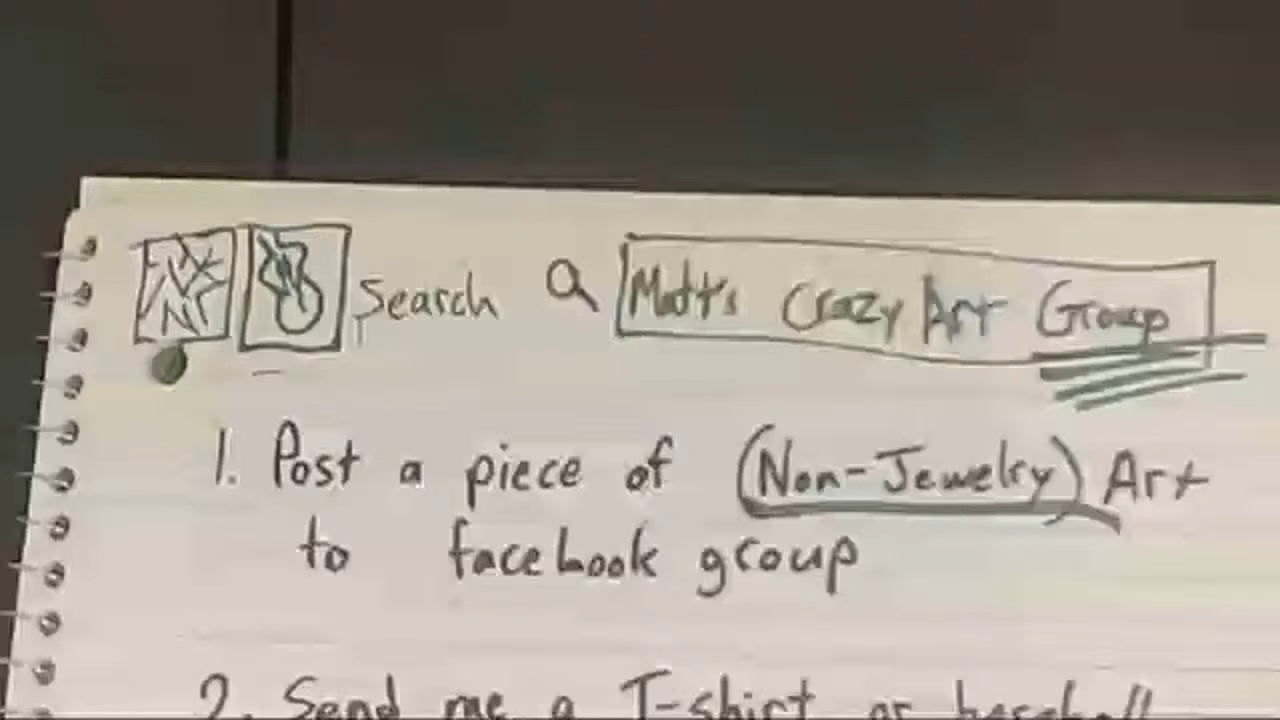 Search Matt's Crazy Art Group
1. Post a piece of (Non-Jewelry) Art
to facebook group
2. Send me a T-shirt or baseball